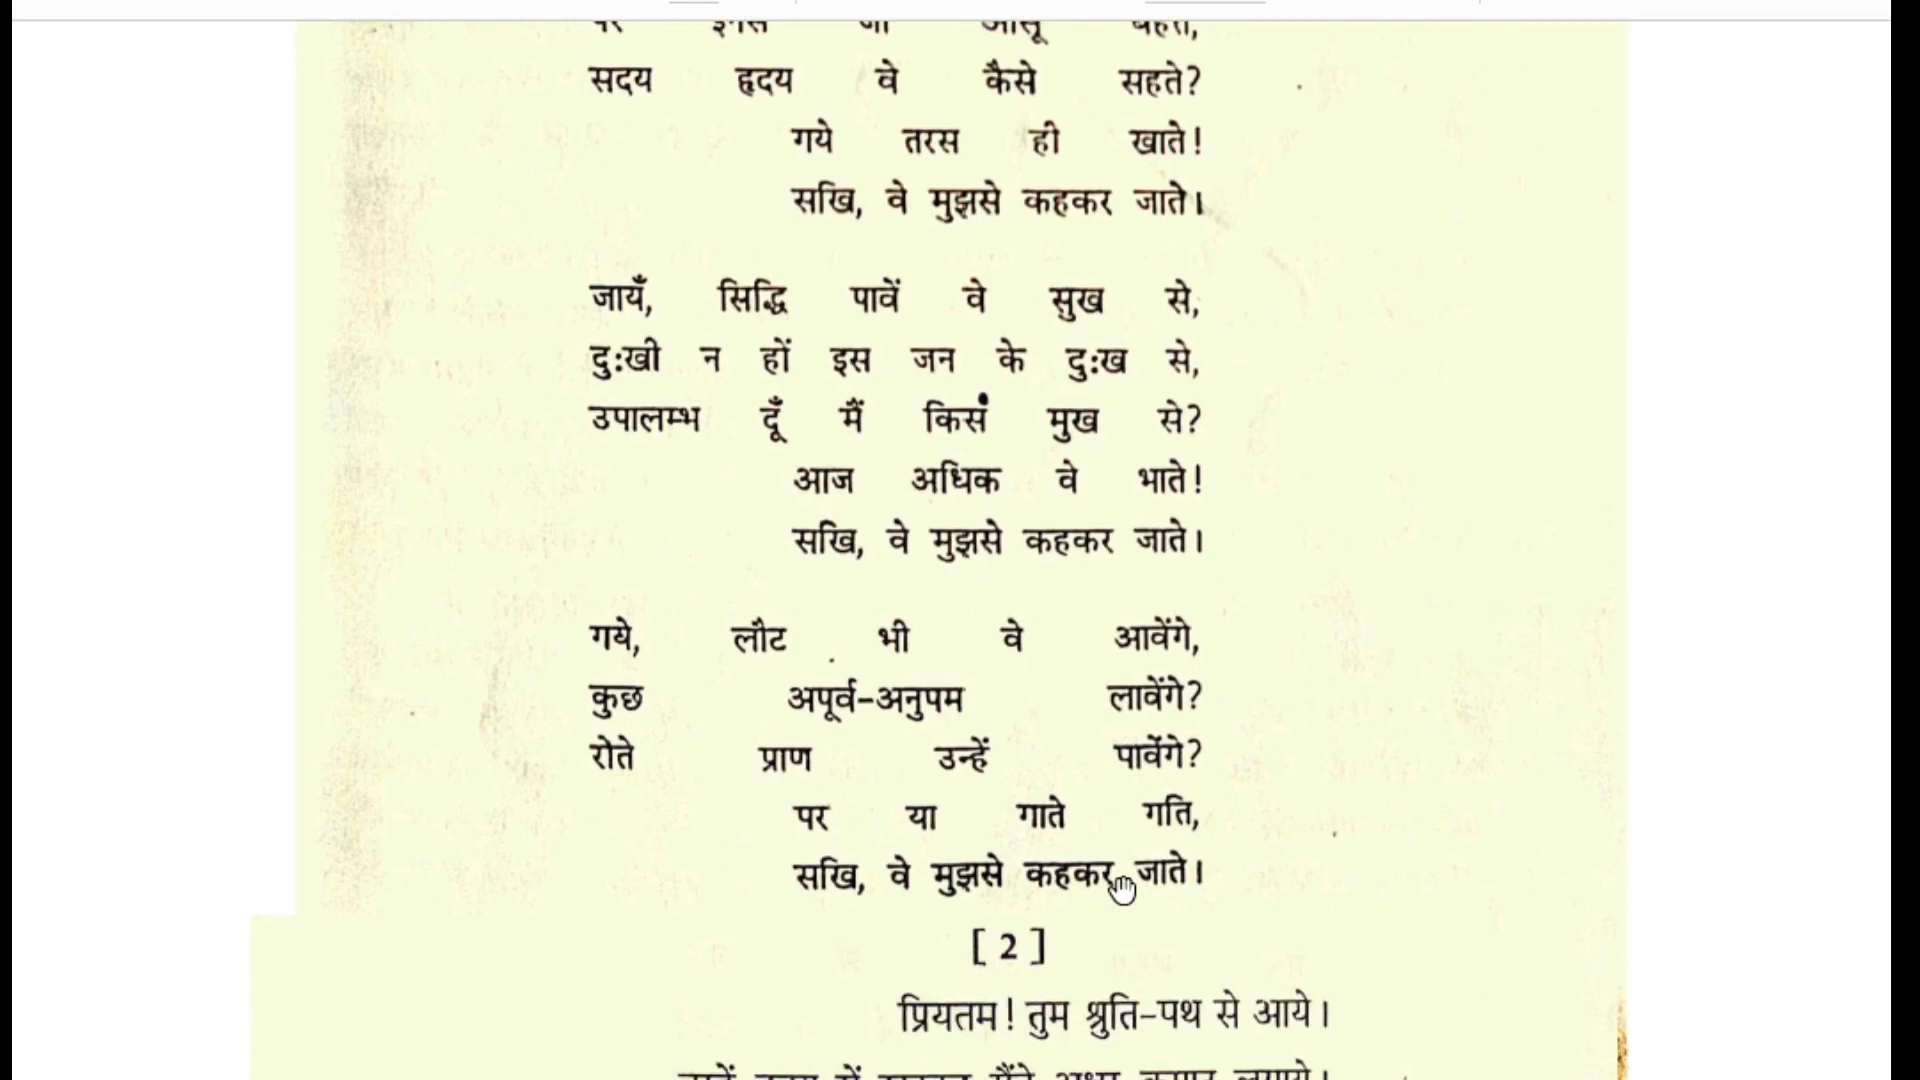 सदय हृदय वे कैसे सहते?
गये तरस ही खाते!
सखि, वे मुझसे कहकर जाते।
जायँ, सिद्धि पावें वे सुख से,
दुःखी न हों इस जन के दुःख से,
उपालम्भ दूँ मैं किस मुख से?
आज अधिक वे भाते!
सखि, वे मुझसे कहकर जाते।
गये, लौट भी वे आवेंगे,
कुछ अपूर्व-अनुपम लावेंगे?
रोते प्राण उन्हें पावेंगे?
पर या गाते गति,
सखि, वे मुझसे कहकर जाते।
[ 2 ]
प्रियतम! तुम श्रुति-पथ से आये।